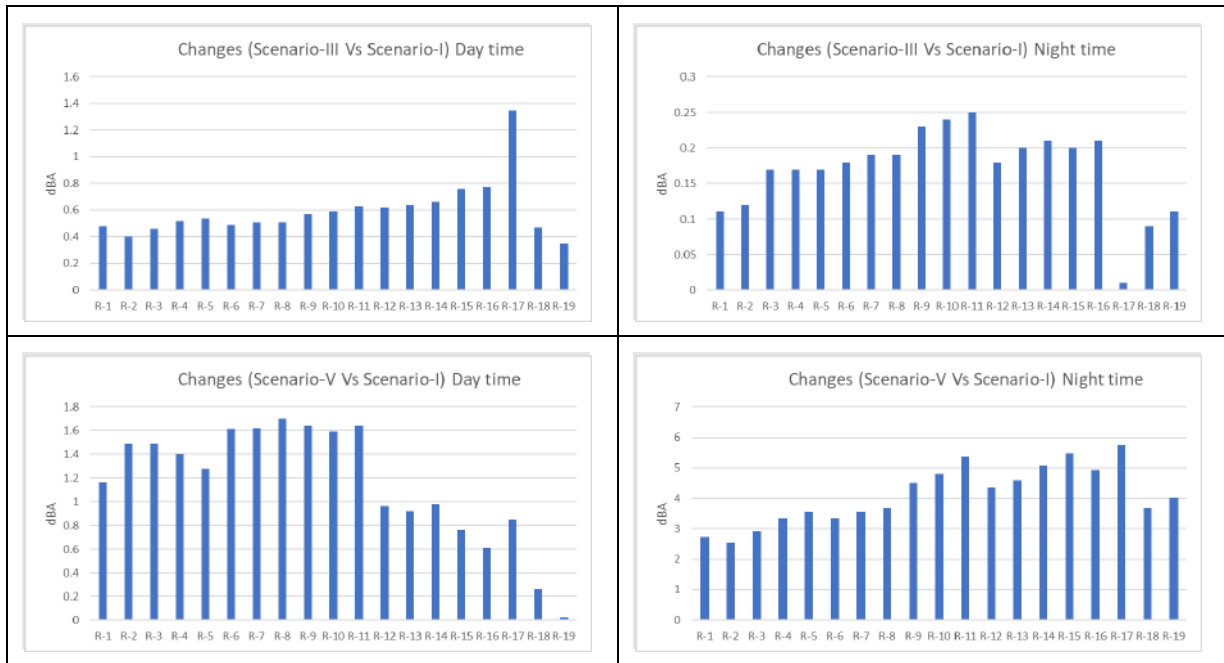 Changes (Scenario-III Vs Scenario-I) Day time
1.6
1.4
1.2
1
0.8
0.6
0.4
0.2
0
dBA
R-1 R-2 R-3 R-4 R-5 R-6 R-7 R-8 R-9 R-10 R-11 R-12 R-13 R-14 R-15 R-16 R-17 R-18 R-19
Changes (Scenario-III Vs Scenario-I) Night time
0.3
0.25
0.2
0.15
0.1
0.05
0
dBA
R-1 R-2 R-3 R-4 R-5 R-6 R-7 R-8 R-9 R-10 R-11 R-12 R-13 R-14 R-15 R-16 R-17 R-18 R-19
Changes (Scenario-V Vs Scenario-I) Day time
1.8
1.6
1.4
1.2
1
0.8
0.6
0.4
0.2
0
dBA
R-1 R-2 R-3 R-4 R-5 R-6 R-7 R-8 R-9 R-10 R-11 R-12 R-13 R-14 R-15 R-16 R-17 R-18 R-19
Changes (Scenario-V Vs Scenario-I) Night time
7
6
5
4
3
2
1
0
dBA
R-1 R-2 R-3 R-4 R-5 R-6 R-7 R-8 R-9 R-10 R-11 R-12 R-13 R-14 R-15 R-16 R-17 R-18 R-19